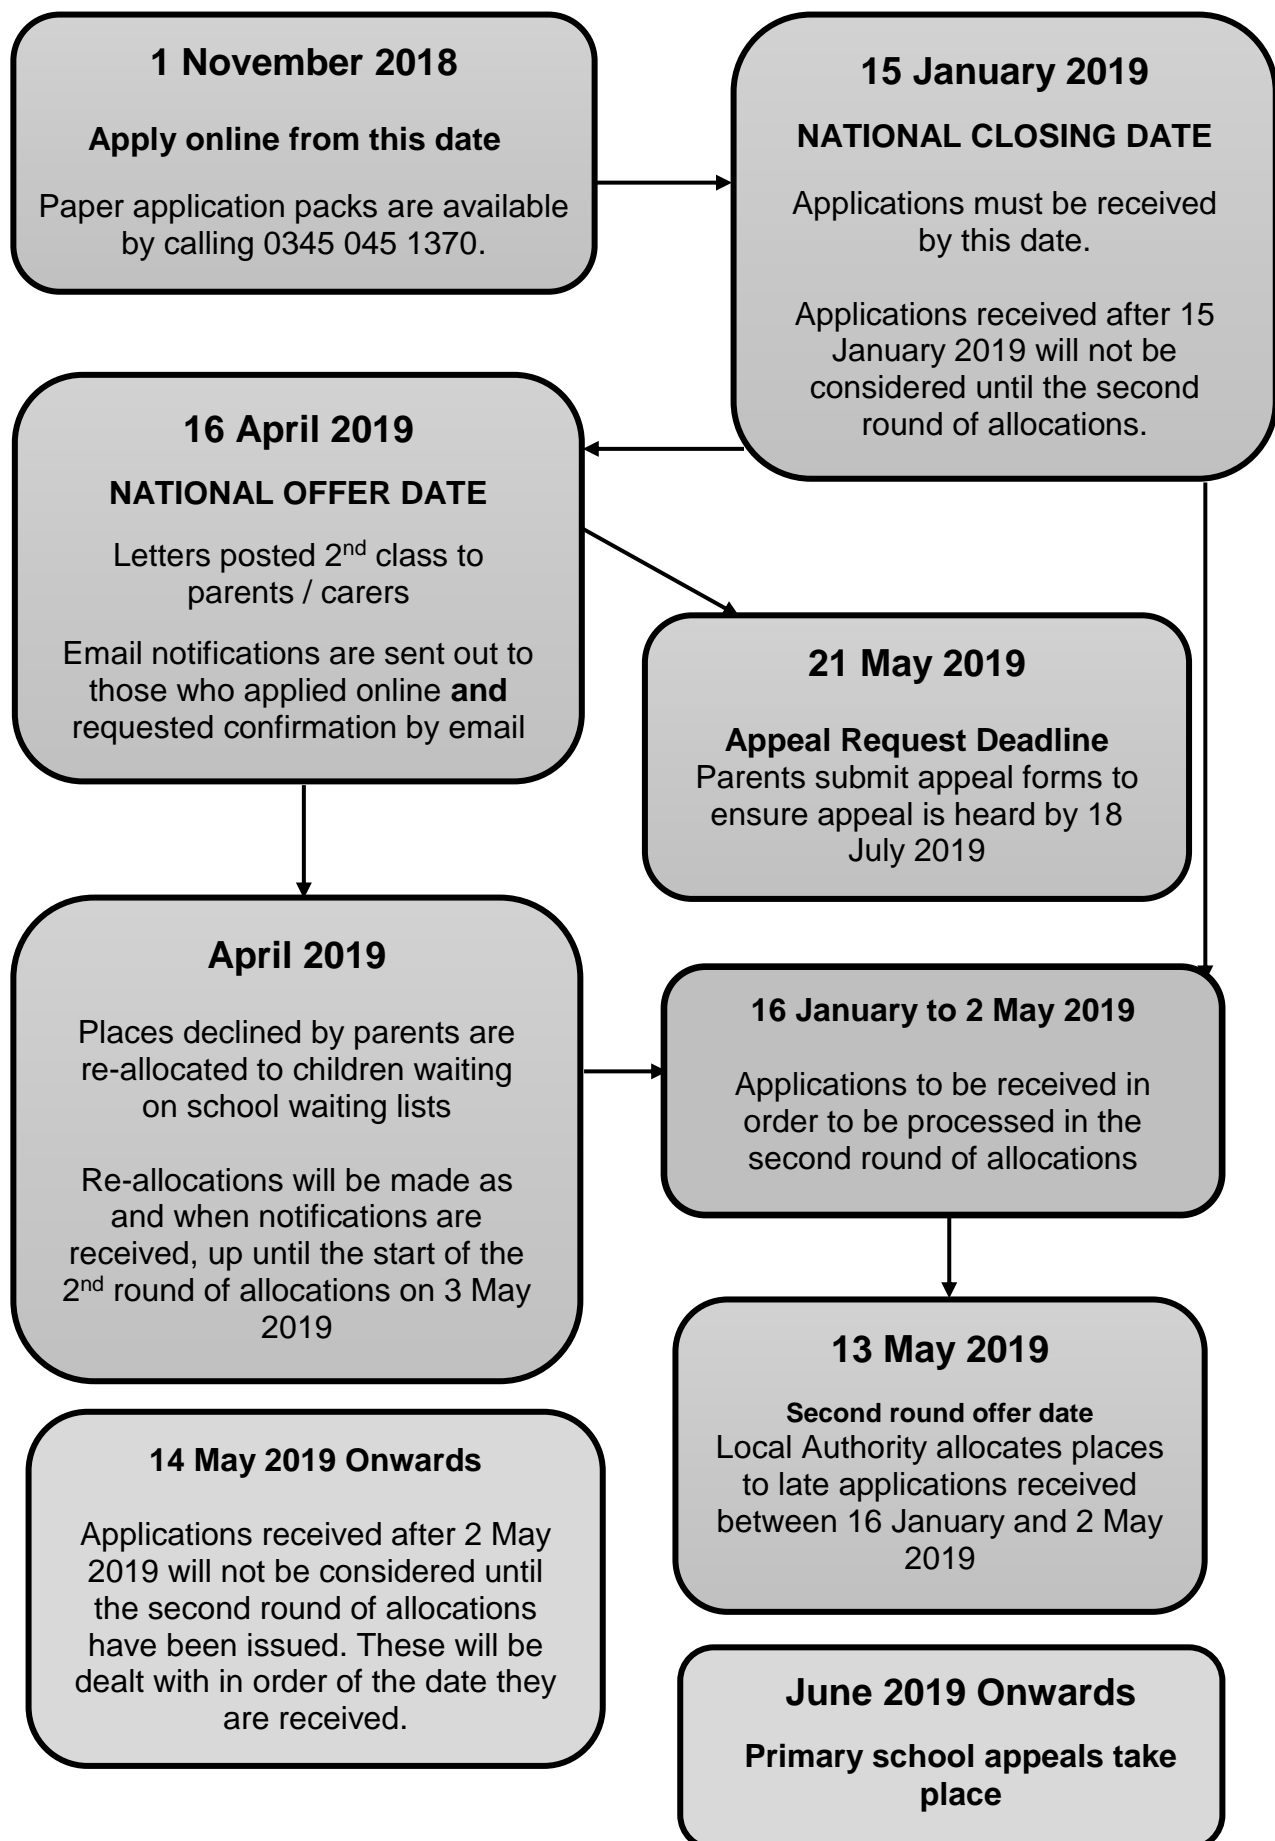 1 November 2018
Apply online from this date
Paper application packs are available
by calling 0345 045 1370.
15 January 2019
NATIONAL CLOSING DATE
Applications must be received
by this date.
Applications received after 15
January 2019 will not be
considered until the second
round of allocations.
16 April 2019
NATIONAL OFFER DATE
Letters posted 2nd class to
parents / carers
Email notifications are sent out to
those who applied online and
requested confirmation by email
21 May 2019
Appeal Request Deadline
Parents submit appeal forms to
ensure appeal is heard by 18
July 2019
April 2019
Places declined by parents are
re-allocated to children waiting
on school waiting lists
Re-allocations will be made as
and when notifications are
received, up until the start of the
2nd round of allocations on 3 May
2019
16 January to 2 May 2019
Applications to be received in
order to be processed in the
second round of allocations
13 May 2019
Second round offer date
Local Authority allocates places
to late applications received
between 16 January and 2 May
2019
14 May 2019 Onwards
Applications received after 2 May
2019 will not be considered until
the second round of allocations
have been issued. These will be
dealt with in order of the date they
are received.
June 2019 Onwards
Primary school appeals take
place